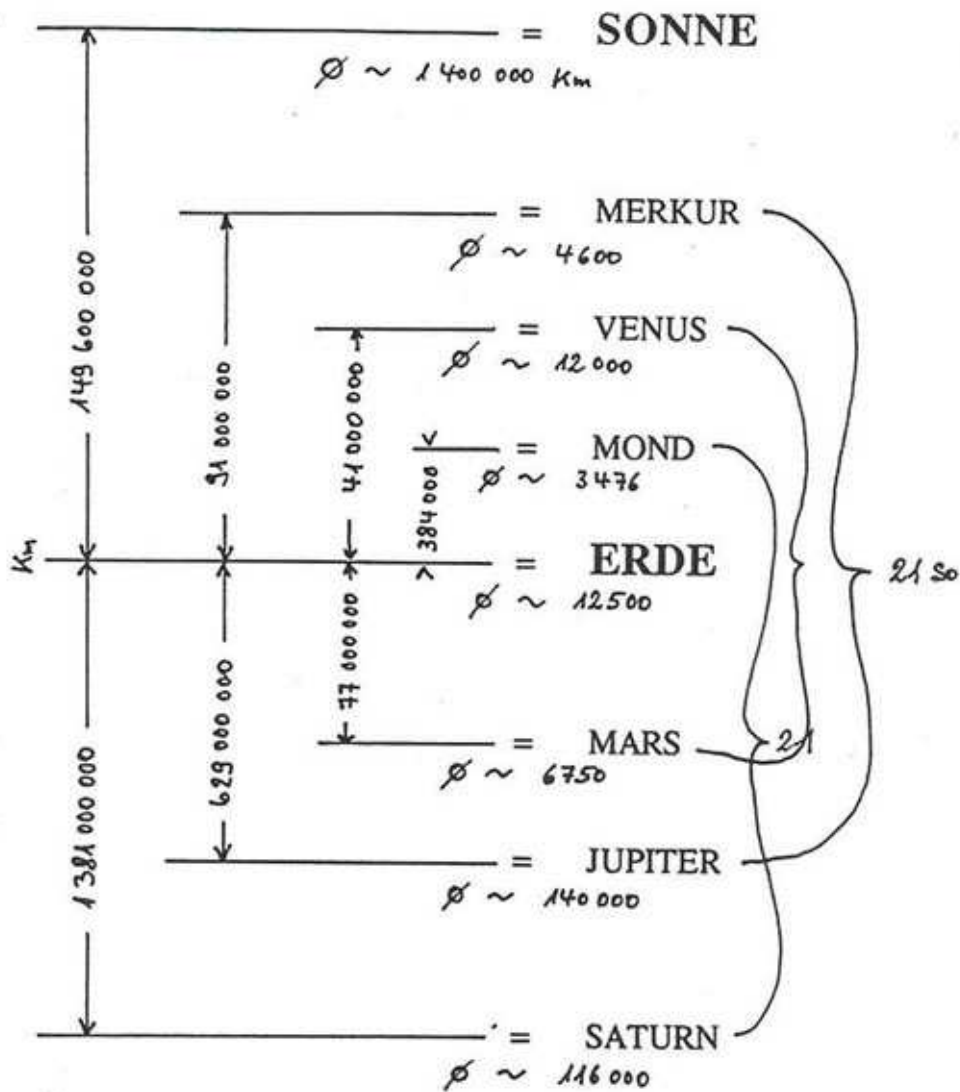 = SONNE
Ø ~ 1 400 000 Km
= MERKUR
Ø ~ 4600
= VENUS
Ø ~ 12 000
= MOND
Ø ~ 3476
Km
= ERDE
Ø ~ 12500
= MARS
Ø ~ 6750
= JUPITER
Ø ~ 140 000
= SATURN
Ø ~ 116 000
149 600 000
91 000 000
41 000 000
384 000
1 381 000 000
629 000 000
77 000 000
21
21 so